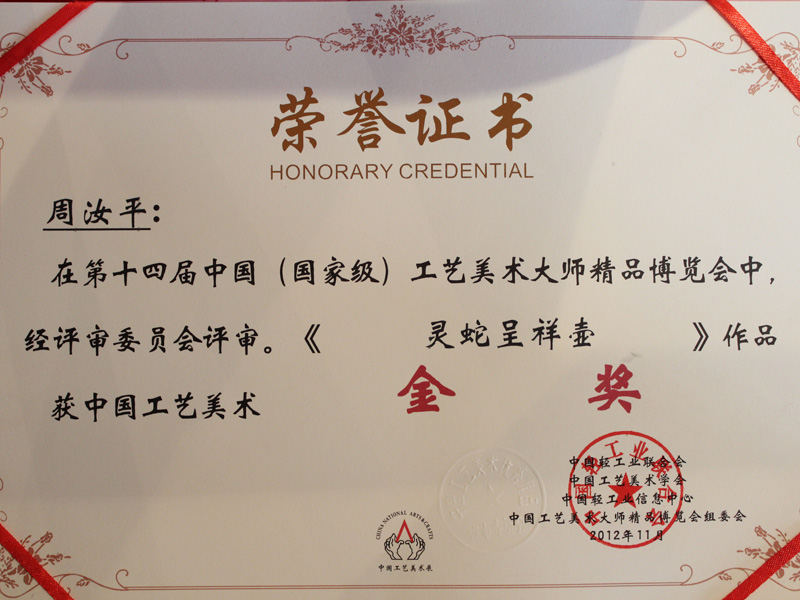 荣誉证书
HONORARY CREDENTIAL
周汝平：
在第十四届中国（国家级）工艺美术大师精品博览会中，
经评审委员会评审。《 灵蛇呈祥壶 》作品
获中国工艺美术 金 奖
中国轻工业联合会
中国工艺美术学会
中国轻工业信息中心
中国工艺美术大师精品博览会组委会
2012年11月
CHINA NATIONAL ARTS&CRAFTS
中国工艺美术展